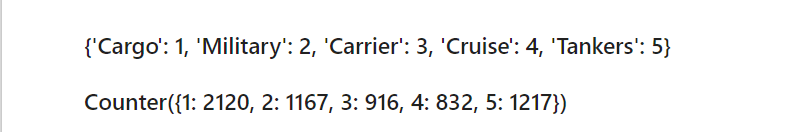 {'Cargo': 1, 'Military': 2, 'Carrier': 3, 'Cruise': 4, 'Tankers': 5}
Counter({1: 2120, 2: 1167, 3: 916, 4: 832, 5: 1217})